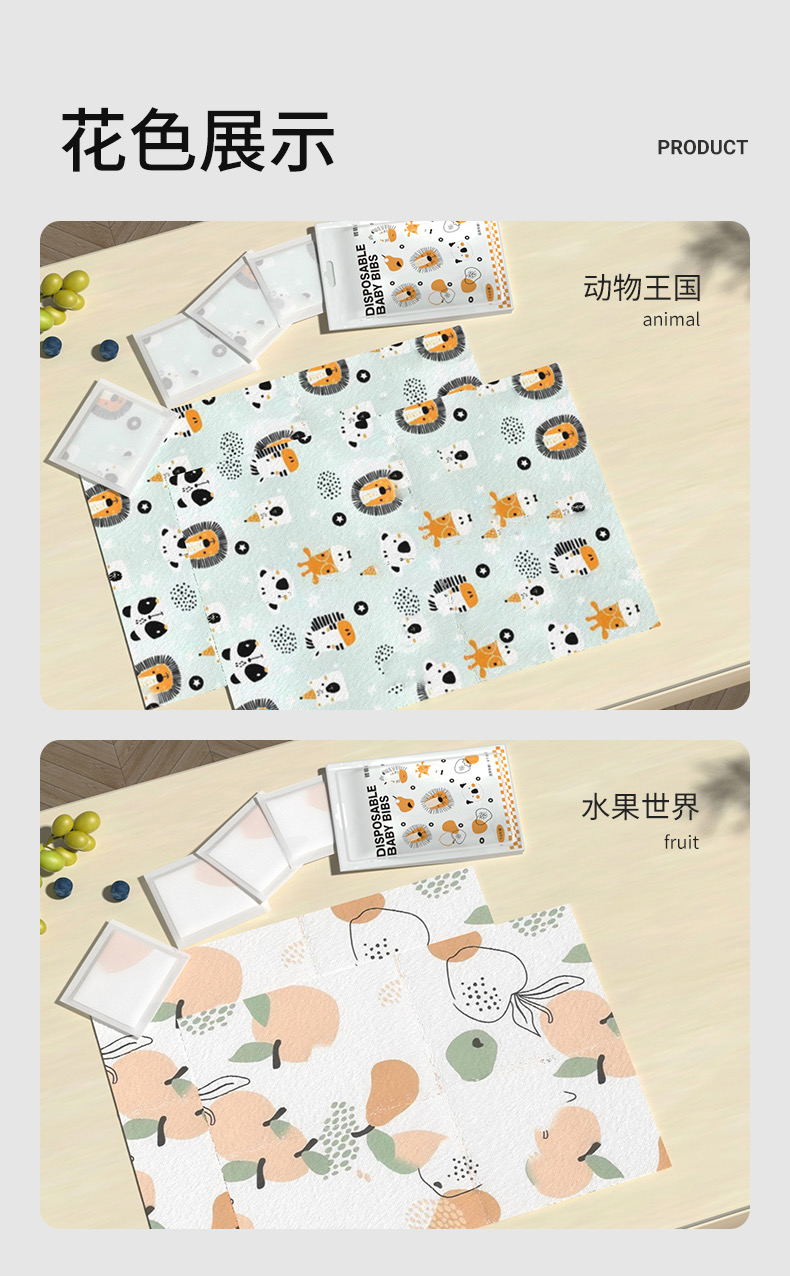 花色展示
PRODUCT
DISPOSABLE
BABY BIBS
动物王国
animal
DISPOSABLE
BABY BIBS
水果世界
fruit